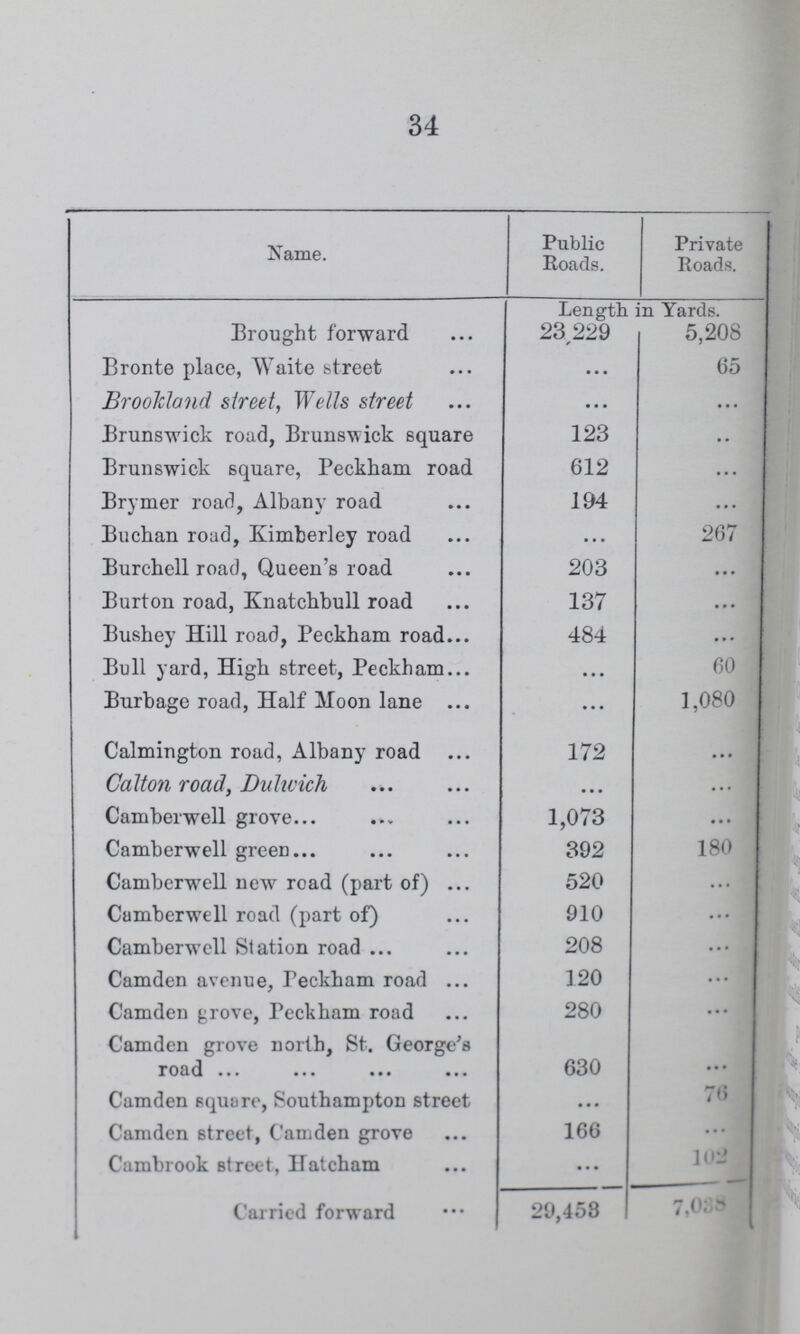 34
Name. Public Roads. Private Roads.
Length in Yards.
Brought forward ... 23,229 5,208
Bronte place, Waite street ... ... 65
Brookland street, Wells street ... ... ...
Brunswick road, Brunswick square 123 ..
Brunswick square, Peckham road 612 ...
Brymer road, Albany road ... 194 ...
Buchan road, Kimberley road ... ... 267
Burchell road, Queen's road ... 203 ...
Burton road, Knatchbull road ... 137 ...
Bushey Hill road, Peckham road... 484 ...
Bull yard, High street, Peckham... ... 60
Burbage road, Half Moon lane ... ... 1,080
Calmington road, Albany road ... 172 ...
Calton road, Dulwich ... ... ... ...
Camberwell grove... ... ... 1,073 ...
Camberwell green... ... ... 392 180
Camberwell new road (part of) ... 520 ...
Camberwell road (part of) ... 910 ...
Camberwell Station road ... ... 208 ...
Camden avenue, Peckham road ... 120 ...
Camden grove, Peckham road ... 280 ...
Camden grove north, St. George's
road ... ... ... ... 630 ...
Camden square, Southampton street ... 76
Camden street, Camden grove ... 166 ...
Cambrook street, Hatcham ... ... 102
Carried forward ... 29,453 7,038